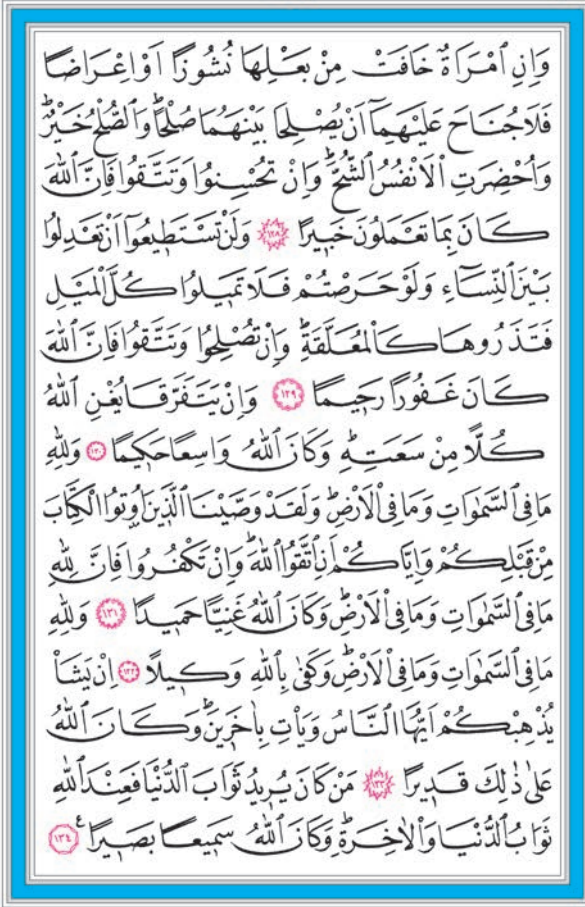 وَاِنِ امْرَاَةٌ خَافَتْ مِنْ بَعْلِهَا نُشُوزًا اَوْ اِعْرَاضًا
فَلَا جُنَاحَ عَلَيْهِمَٓا اَنْ يُصْلِحَا بَيْنَهُمَا صُلْحًاۜ وَالصُّلْحُ خَيْرٌۜ
وَاُحْضِرَتِ الْاَنْفُسُ الشُّحَّۜ وَاِنْ تُحْسِنُوا وَتَتَّقُوا فَاِنَّ اللّٰهَ
كَانَ بِمَا تَعْمَلُونَ خَبِيرًا ﴿١٢٨﴾ وَلَنْ تَسْتَطِيعُٓوا اَنْ تَعْدِلُوا
بَيْنَ النِّسَٓاءِ وَلَوْ حَرَصْتُمْ فَلَا تَمِيلُوا كُلَّ الْمَيْلِ
فَتَذَرُوهَا كَالْمُعَلَّقَةِۜ وَاِنْ تُصْلِحُوا وَتَتَّقُوا فَاِنَّ اللّٰهَ
كَانَ غَفُورًا رَحِيمًا ﴿١٢٩﴾ وَاِنْ يَتَفَرَّقَا يُغْنِ اللّٰهُ
كُلًّا مِنْ سَعَتِهِۜ وَكَانَ اللّٰهُ وَاسِعًا حَكِيمًا ﴿١٣٠﴾ وَلِلّٰهِ
مَا فِي السَّمٰوَاتِ وَمَا فِي الْاَرْضِۜ وَلَقَدْ وَصَّيْنَا الَّذِينَ اُوتُوا الْكِتَابَ
مِنْ قَبْلِكُمْ وَاِيَّاكُمْ اَنِ اتَّقُوا اللّٰهَۜ وَاِنْ تَكْفُرُوا فَاِنَّ لِلّٰهِ
مَا فِي السَّمٰوَاتِ وَمَا فِي الْاَرْضِۜ وَكَانَ اللّٰهُ غَنِيًّا حَمِيدًا ﴿١٣١﴾ وَلِلّٰهِ
مَا فِي السَّمٰوَاتِ وَمَا فِي الْاَرْضِۜ وَكَفٰى بِاللّٰهِ وَكِيلًا ﴿١٣٢﴾ اِنْ يَشَأْ
يُذْهِبْكُمْ اَيُّهَا النَّاسُ وَيَأْتِ بِاٰخَرِينَۜ وَكَانَ اللّٰهُ
عَلٰى ذٰلِكَ قَدِيرًا ﴿١٣٣﴾ مَنْ كَانَ يُرِيدُ ثَوَابَ الدُّنْيَا فَعِنْدَ اللّٰهِ
ثَوَابُ الدُّنْيَا وَالْاٰخِرَةِۜ وَكَانَ اللّٰهُ سَمِيعًا بَصِيرًا ﴿١٣٤﴾ ع